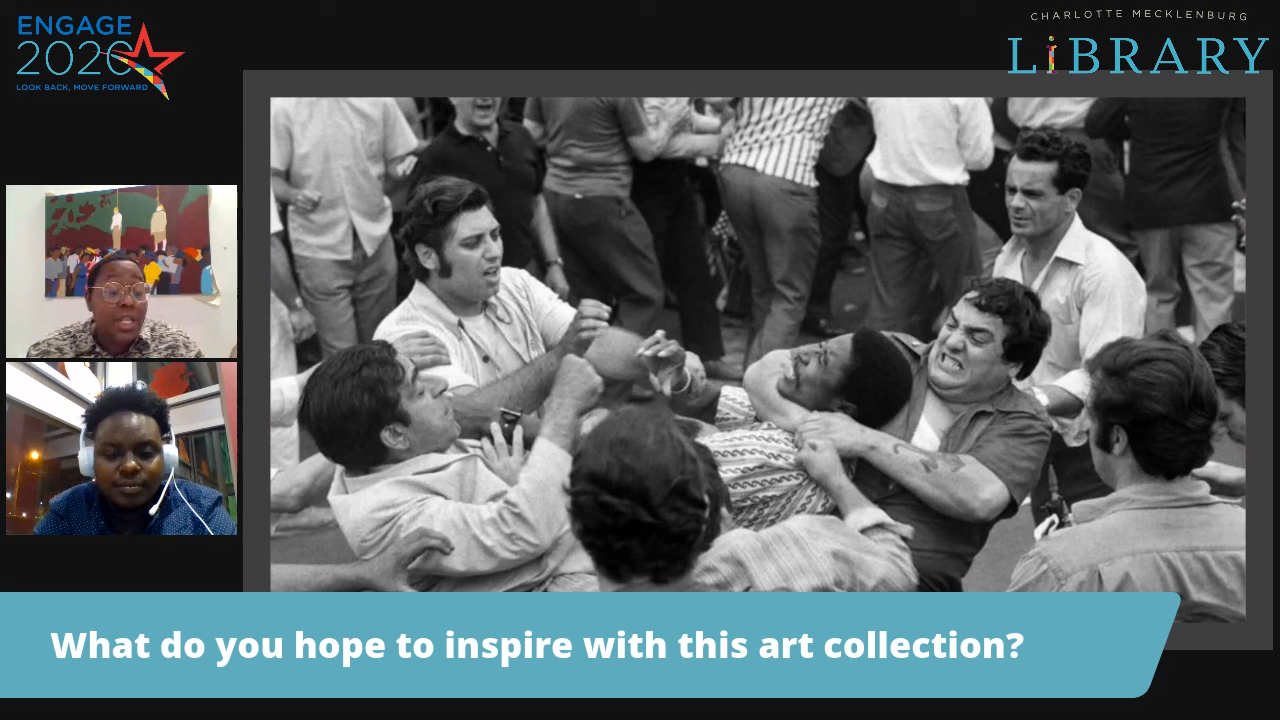 ENGAGE
2020
LOOK BACK, MOVE FORWARD
CHARLOTTE MECKLENBURG
LiBRARY
What do you hope to inspire with this art collection?